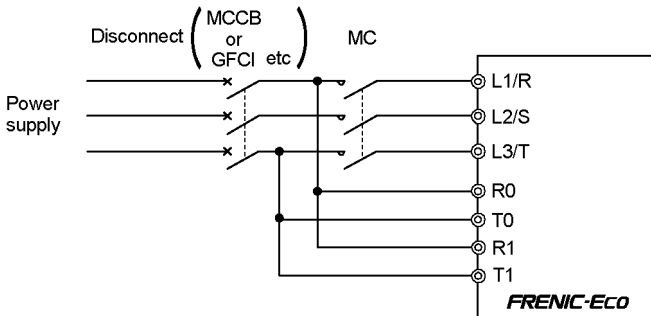 Disconnect
(MCCB
or
GFCI etc)
MC
Power
supply
L1/R
L2/S
L3/T
R0
T0
R1
T1
FRENIC-Eco